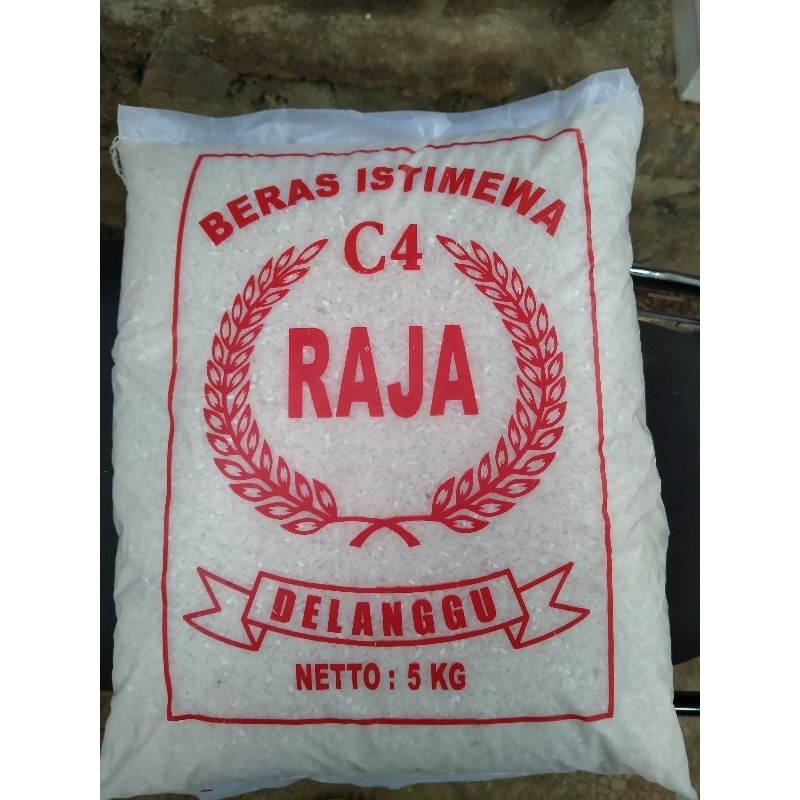 BERAS ISTIMEWA
C4
RAJA
DELANGGU
NETTO : 5 KG